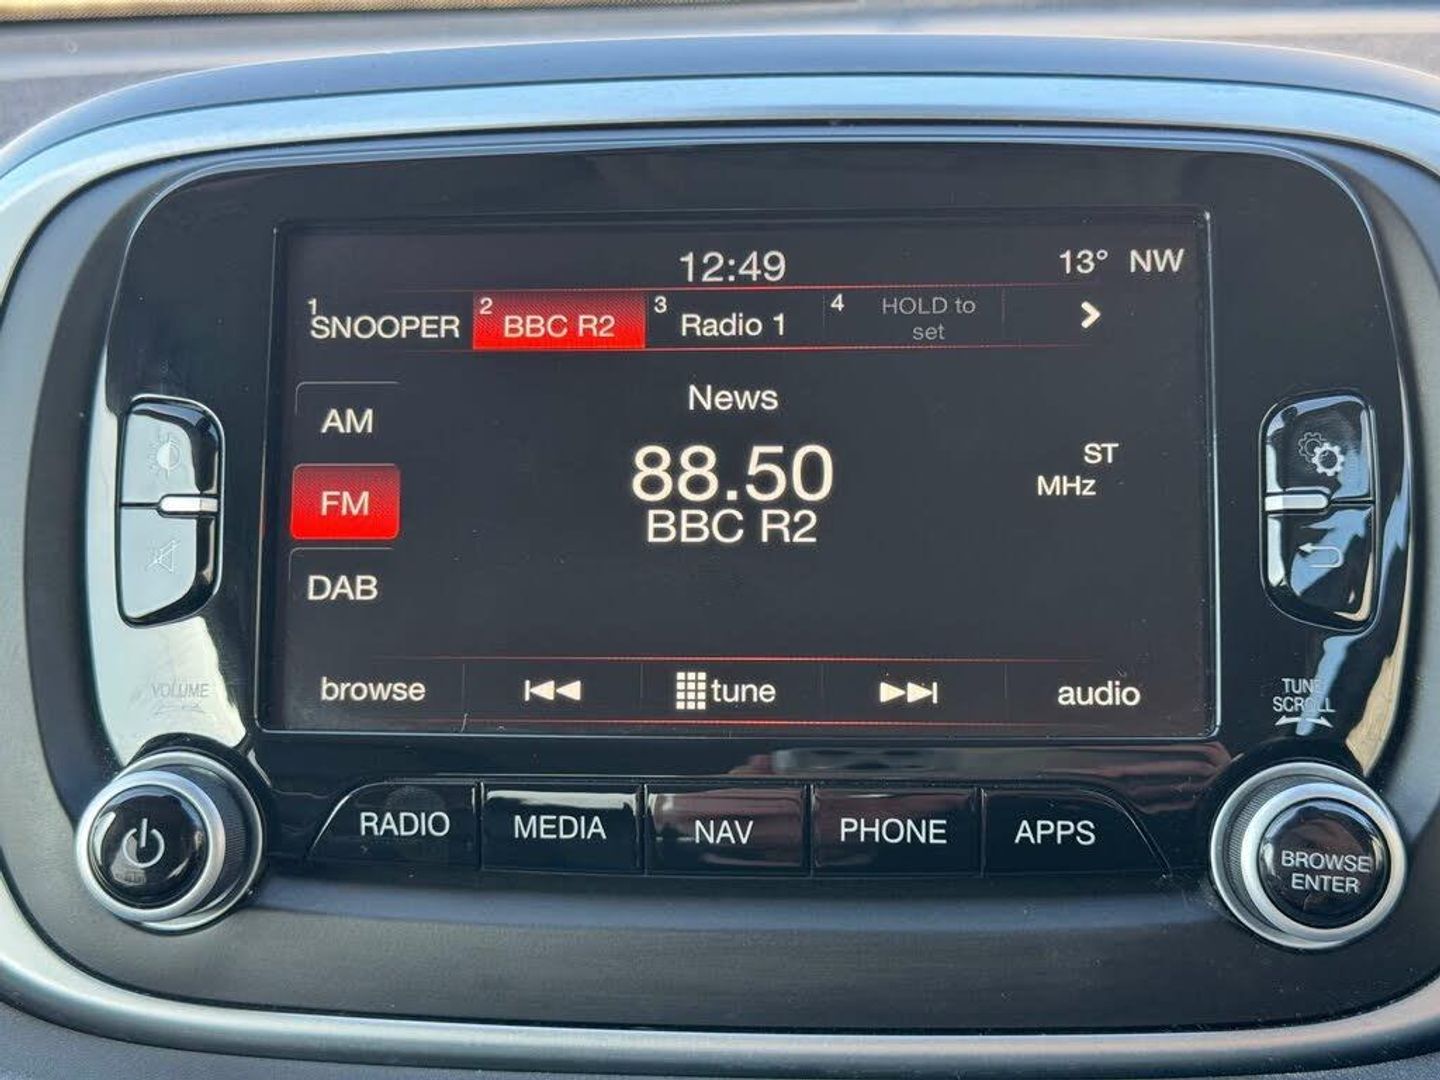 12:49 13° NW
1 SNOOPER 2 BBC R2 3 Radio 1 4 HOLD to
set
News
AM
88.50
ST
MHz
FM
BBC R2
DAB
browse tune audio
VOLUME
TUNE
SCROLL
RADIO MEDIA NAV PHONE APPS
BROWSE
ENTER